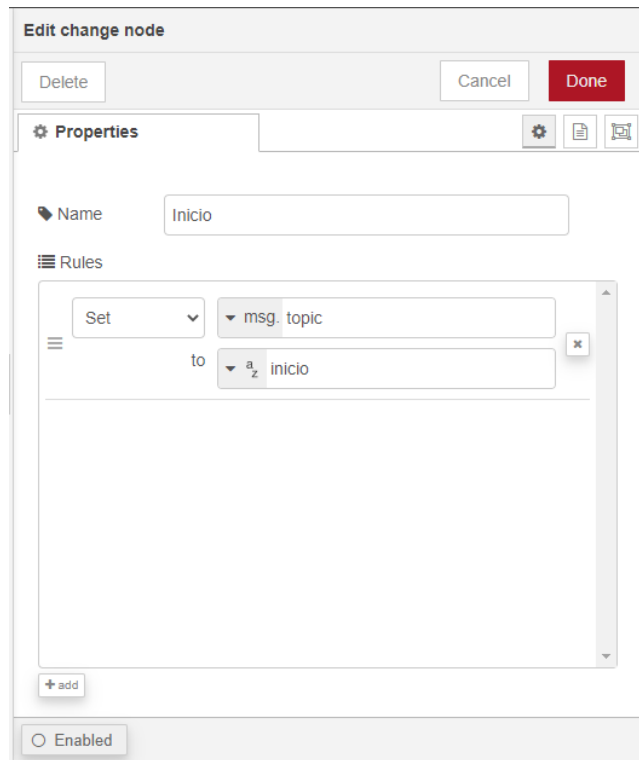 Edit change node
Delete Cancel Done
Properties
Name Inicio
Rules
Set msg. topic
to a z inicio
+ add
Enabled